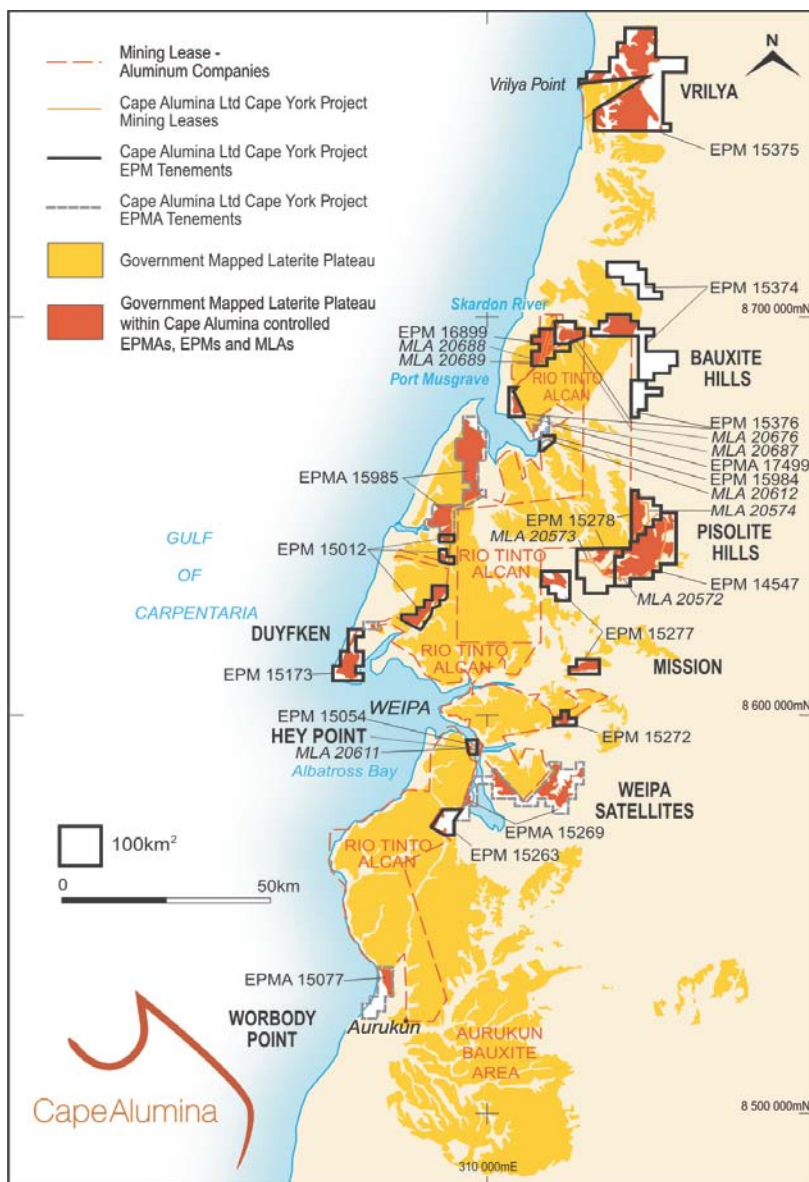 Mining Lease -
Aluminum Companies
Cape Alumina Ltd Cape York Project
Mining Leases
Cape Alumina Ltd Cape York Project
EPM Tenements
Cape Alumina Ltd Cape York Project
EPMA Tenements
Government Mapped Laterite Plateau
Government Mapped Laterite Plateau
within Cape Alumina controlled
EPMAs, EPMs and MLAs
N
Vrilya Point
VRILYA
EPM 15375
EPM 15374
Skardon River
8 700 000mN
EPM 16899
MLA 20688
MLA 20689
BAUXITE
HILLS
RIO TINTO
ALCAN
Port Musgrave
EPM 15376
MLA 20676
MLA 20687
EPMA 17499
EPM 15984
MLA 20612
MLA 20574
EPMA 15985
EPM 15278
MLA 20573
PISOLITE
HILLS
GULF
OF
CARPENTARIA
EPM 15012
RIO TINTO
ALCAN
EPM 14547
MLA 20572
EPM 15277
DUYFKEN
RIO TINTO
ALCAN
MISSION
EPM 15173
WEIPA
8 600 000mN
EPM 15054
HEY POINT
MLA 20611
EPM 15272
Albatross Bay
WEIPA
SATELLITES
EPMA 15269
EPM 15263
RIO TINTO
ALCAN
100km²
0 50km
EPMA 15077
WORBODY
POINT
Aurukun
AURUKUN
BAUXITE
AREA
CapeAlumina
8 500 000mN
310 000mE